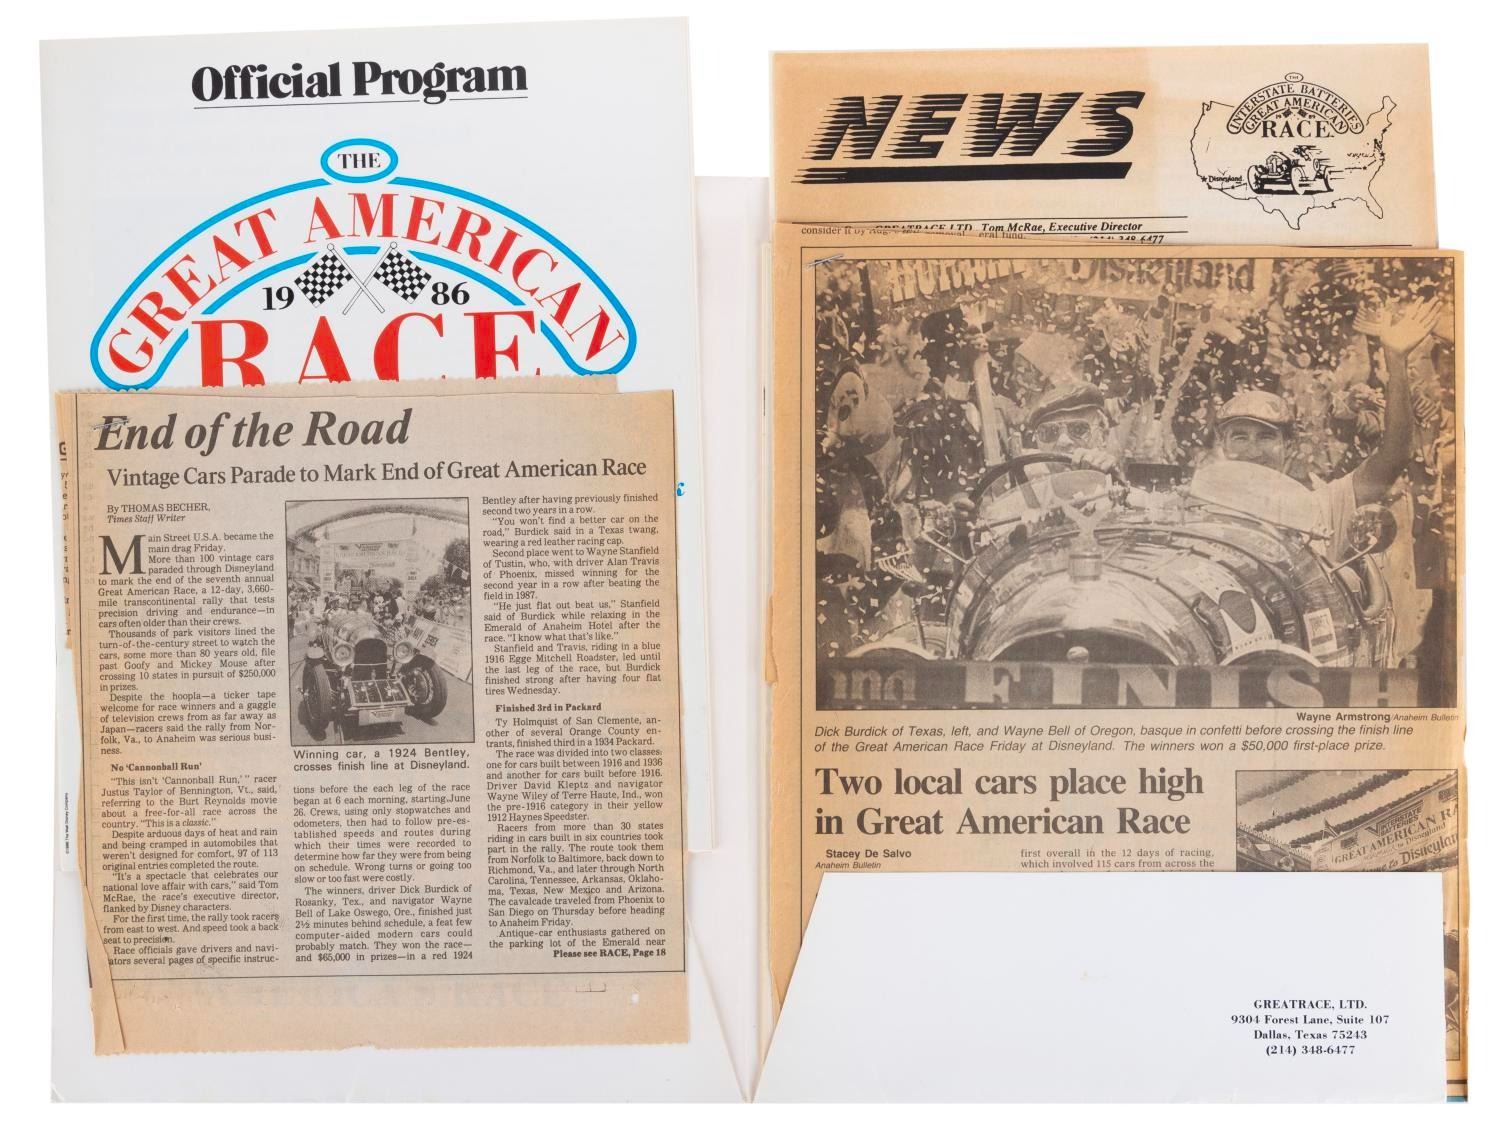 Official Program
THE
GREAT AMERICAN
19 86
RACE
End of the Road
Vintage Cars Parade to Mark End of Great American Race
By THOMAS BECHER,
Times Staff Writer
Main Street U.S.A. became the
main drag Friday.
More than 100 vintage cars
paraded through Disneyland
to mark the end of the seventh annual
Great American Race, a 12-day, 3,660-
mile transcontinental rally that tests
precision driving and endurance—in
cars often older than their crews.
Thousands of park visitors lined the
turn-of-the-century street to watch the
cars, some more than 80 years old, file
past Goofy and Mickey Mouse after
crossing 10 states in pursuit of $250,000
in prizes.
Despite the hoopla—a ticker tape
welcome for race winners and a gaggle
of television crews from as far away as
Japan—racers said the rally from Nor-
folk, Va., to Anaheim was serious busi-
ness.
No 'Cannonball Run'
"This isn't 'Cannonball Run,' " racer
Justus Taylor of Bennington, Vt., said,
referring to the Burt Reynolds movie
about a free-for-all race across the
country. "This is a classic."
Despite arduous days of heat and rain
and being cramped in automobiles that
weren't designed for comfort, 97 of 113
original entries completed the route.
"It's a spectacle that celebrates our
national love affair with cars," said Tom
McRae, the race's executive director,
flanked by Disney characters.
For the first time, the rally took racers
from east to west. And speed took a back
seat to precision.
Race officials gave drivers and navi-
gators several pages of specific instruc-
Winning car, a 1924 Bentley,
crosses finish line at Disneyland.
tions before the each leg of the race
began at 6 each morning, starting June
26. Crews, using only stopwatches and
odometers, then had to follow pre-es-
tablished speeds and routes during
which their times were recorded to
determine how far they were from being
on schedule. Wrong turns or going too
slow or too fast were costly.
The winners, driver Dick Burdick of
Rosanky, Tex., and navigator Wayne
Bell of Lake Oswego, Ore., finished just
2½ minutes behind schedule, a feat few
computer-aided modern cars could
probably match. They won the race—
and $65,000 in prizes—in a red 1924
Bentley after having previously finished
second two years in a row.
"You won't find a better car on the
road," Burdick said in a Texas twang,
wearing a red leather racing cap.
Second place went to Wayne Stanfield
of Tustin, who, with driver Alan Travis
of Phoenix, missed winning for the
second year in a row after beating the
field in 1987.
"He just flat out beat us," Stanfield
said of Burdick while relaxing in the
Emerald of Anaheim Hotel after the
race. "I know what that's like."
Stanfield and Travis, riding in a blue
1916 Egge Mitchell Roadster, led until
the last leg of the race, but Burdick
finished strong after having four flat
tires Wednesday.
Finished 3rd in Packard
Ty Holmquist of San Clemente, an-
other of several Orange County en-
trants, finished third in a 1934 Packard.
The race was divided into two classes:
one for cars built between 1916 and 1936
and another for cars built before 1916.
Driver David Kleptz and navigator
Wayne Wiley of Terre Haute, Ind., won
the pre-1916 category in their yellow
1912 Haynes Speedster.
Racers from more than 30 states
riding in cars built in six countries took
part in the rally. The route took them
from Norfolk to Baltimore, back down to
Richmond, Va., and later through North
Carolina, Tennessee, Arkansas, Oklaho-
ma, Texas, New Mexico and Arizona.
The cavalcade traveled from Phoenix to
San Diego on Thursday before heading
to Anaheim Friday.
Antique-car enthusiasts gathered on
the parking lot of the Emerald near
Please see RACE, Page 18
NEWS
THE
INTERSTATE BATTERIES
GREAT AMERICAN
RACE
Disneyland
GREATRACE LTD. Tom McRae, Executive Director
(214) 348-6477
consider it by Aug.
eral fund.
Disneyland
and FINISH
Wayne Armstrong/Anaheim Bulletin
Dick Burdick of Texas, left, and Wayne Bell of Oregon, basque in confetti before crossing the finish line
of the Great American Race Friday at Disneyland. The winners won a $50,000 first-place prize.
Two local cars place high
in Great American Race
Stacey De Salvo
Anaheim Bulletin
first overall in the 12 days of racing,
which involved 115 cars from across the
INTERSTATE
BATTERIES
GREAT AMERICAN RA
to Disneyland
GREATRACE, LTD.
9304 Forest Lane, Suite 107
Dallas, Texas 75243
(214) 348-6477